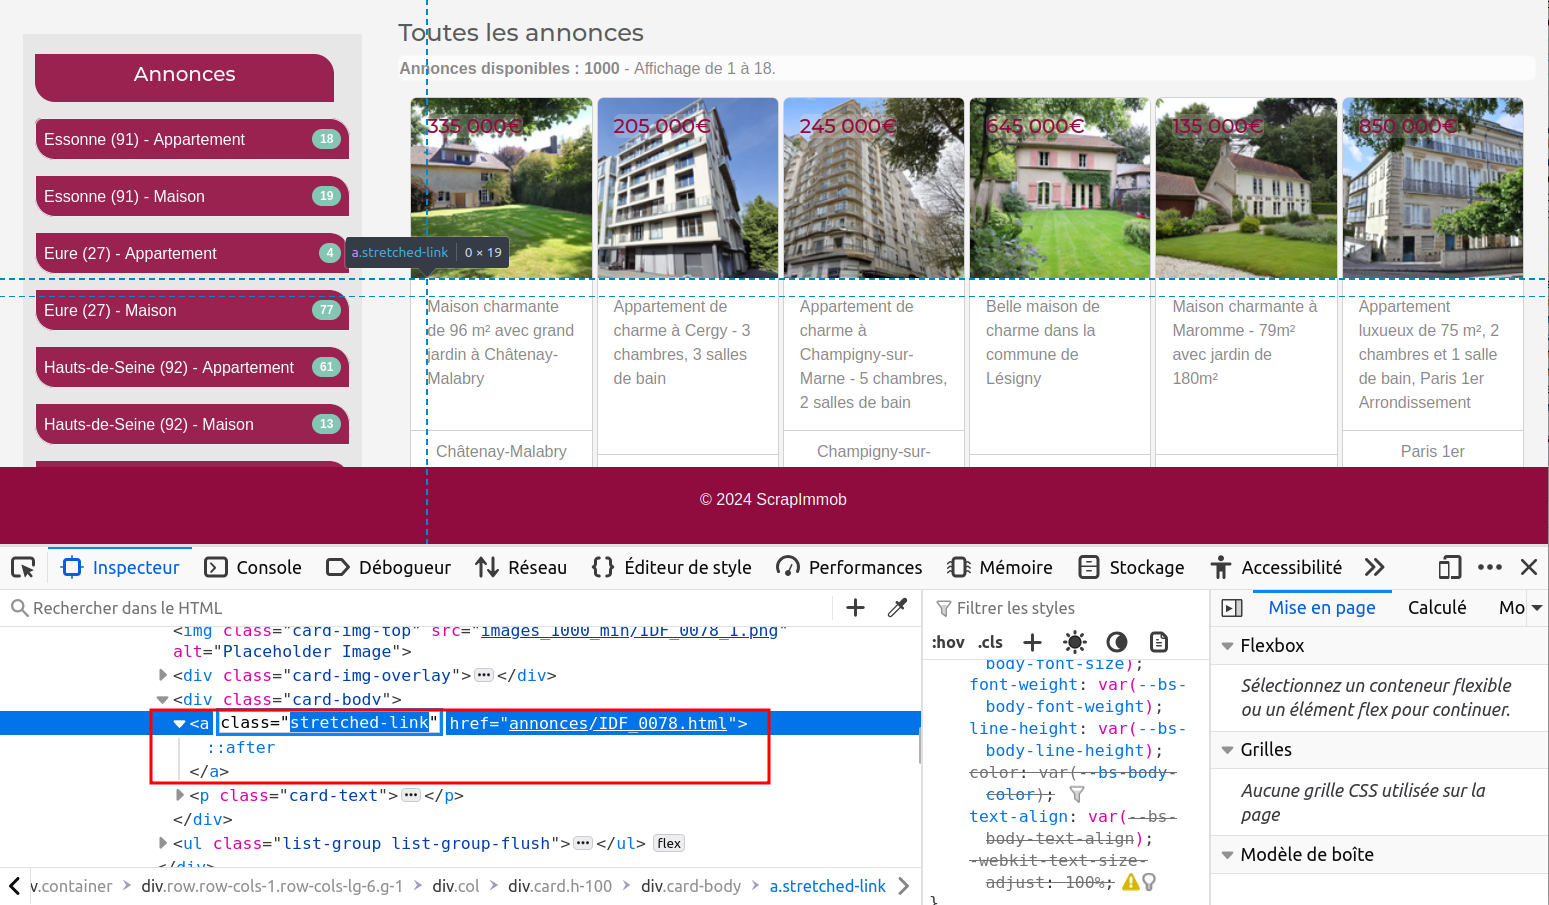 Toutes les annonces
Annonces disponibles : 1000 - Affichage de 1 à 18.
Annonces
Essonne (91) - Appartement 18
Essonne (91) - Maison 19
Eure (27) - Appartement 4
Eure (27) - Maison 77
Hauts-de-Seine (92) - Appartement 61
Hauts-de-Seine (92) - Maison 13
335 000€
205 000€
245 000€
645 000€
135 000€
850 000€
a.stretched-link 0 × 19
Maison charmante
de 96 m² avec grand
jardin à Châtenay-
Malabry
Châtenay-Malabry
Appartement de
charme à Cergy - 3
chambres, 3 salles
de bain
Appartement de
charme à
Champigny-sur-
Marne - 5 chambres,
2 salles de bain
Champigny-sur-
Belle maison de
charme dans la
commune de
Lésigny
Maison charmante à
Maromme - 79m²
avec jardin de
180m²
Appartement
luxueux de 75 m², 2
chambres et 1 salle
de bain, Paris 1er
Arrondissement
Paris 1er
© 2024 ScrapImmob
Inspecteur Console Débogueur Réseau Éditeur de style Performances Mémoire Stockage Accessibilité
Rechercher dans le HTML
<img class="card-img-top" src="images_1000_min/IDF_0078_1.png"
alt="Placeholder Image">
<div class="card-img-overlay"></div>
<div class="card-body">
<a class="stretched-link" href="annonces/IDF_0078.html">
::after
</a>
<p class="card-text"></p>
</div>
<ul class="list-group list-group-flush"></ul> flex
</div>
v.container > div.row.row-cols-1.row-cols-lg-6.g-1 > div.col > div.card.h-100 > div.card-body > a.stretched-link
Filtrer les styles
:hov .cls
body-font-size);
font-weight: var(--bs-
body-font-weight);
line-height: var(--bs-
body-line-height);
color: var(--bs-body-
color);
text-align: var(--bs-
body-text-align);
-webkit-text-size-
adjust: 100%;
}
Mise en page Calculé Mo
Flexbox
Sélectionnez un conteneur flexible
ou un élément flex pour continuer.
Grilles
Aucune grille CSS utilisée sur la
page
Modèle de boîte